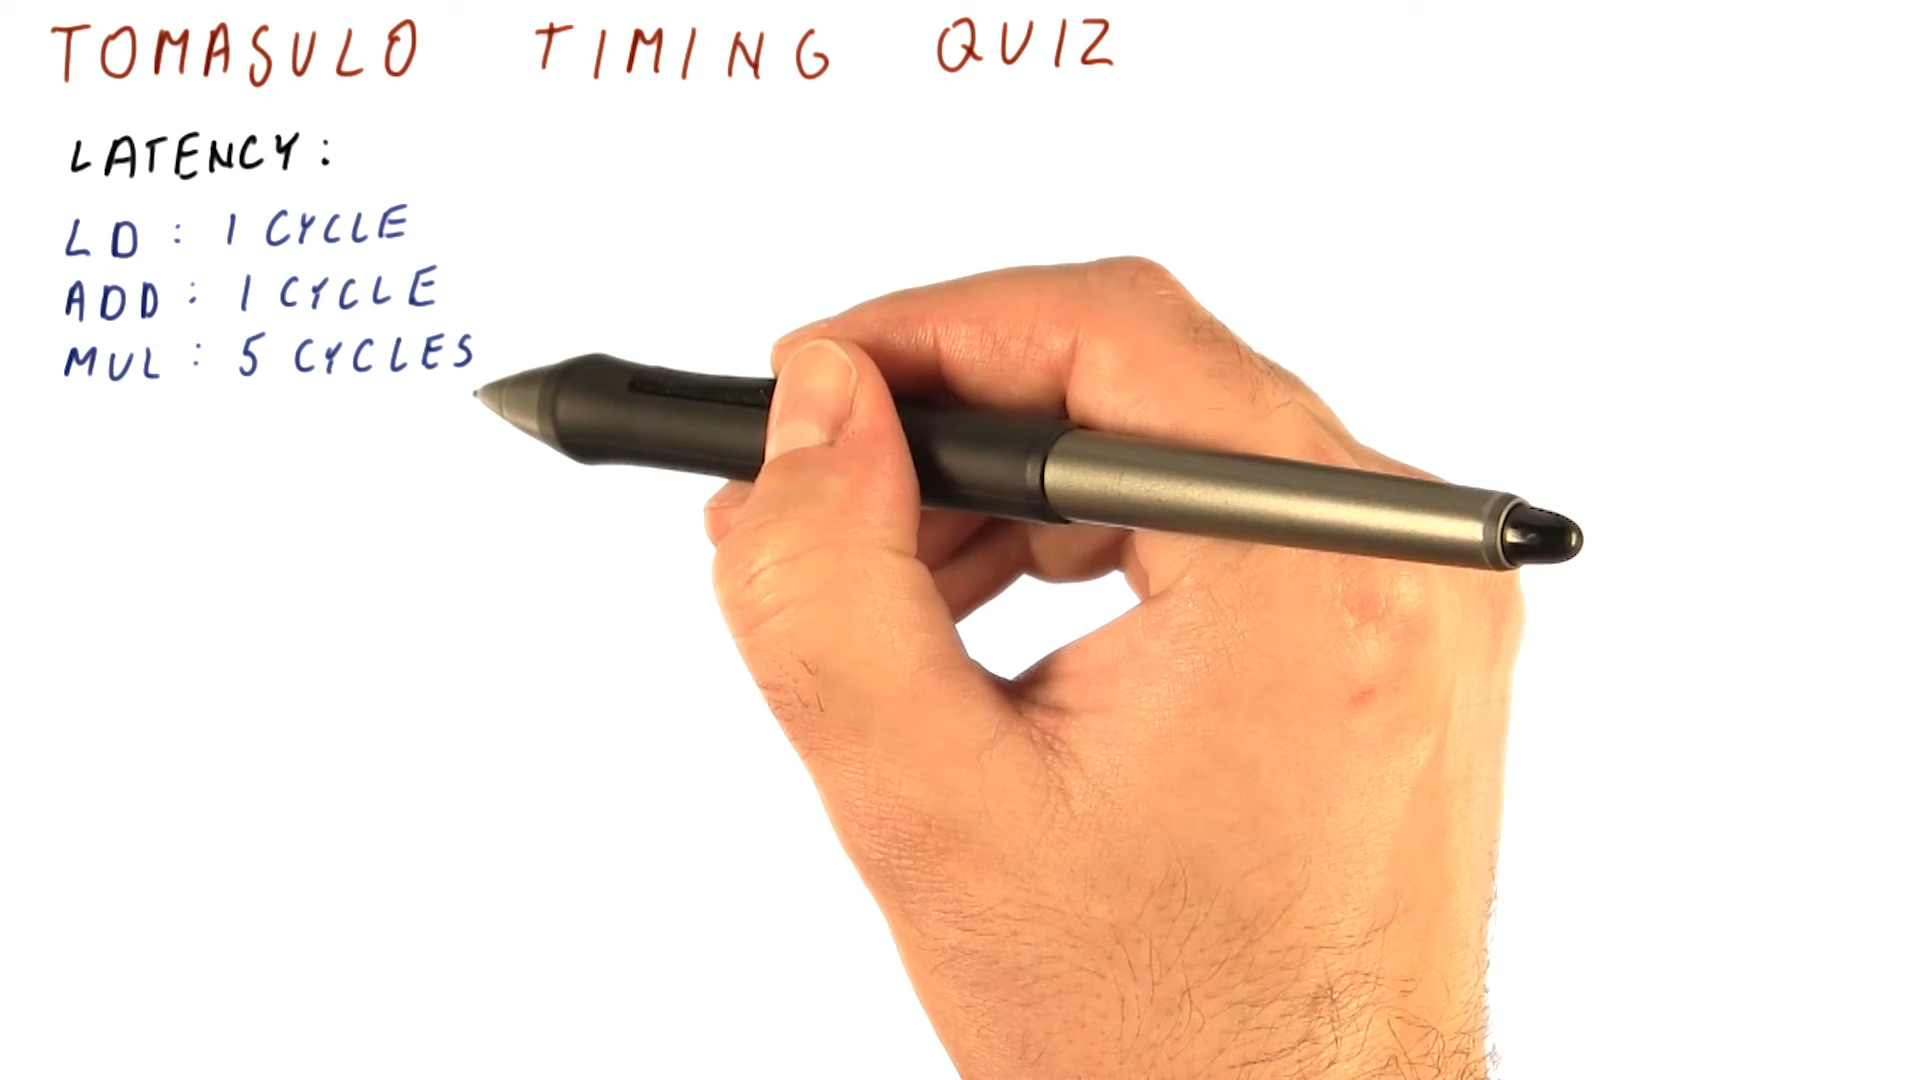 TOMASULO TIMING QUIZ
LATENCY:
LD: 1 CYCLE
ADD: 1 CYCLE
MUL: 5 CYCLES